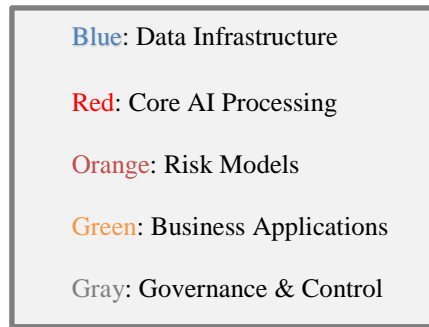 Blue: Data Infrastructure
Red: Core AI Processing
Orange: Risk Models
Green: Business Applications
Gray: Governance & Control